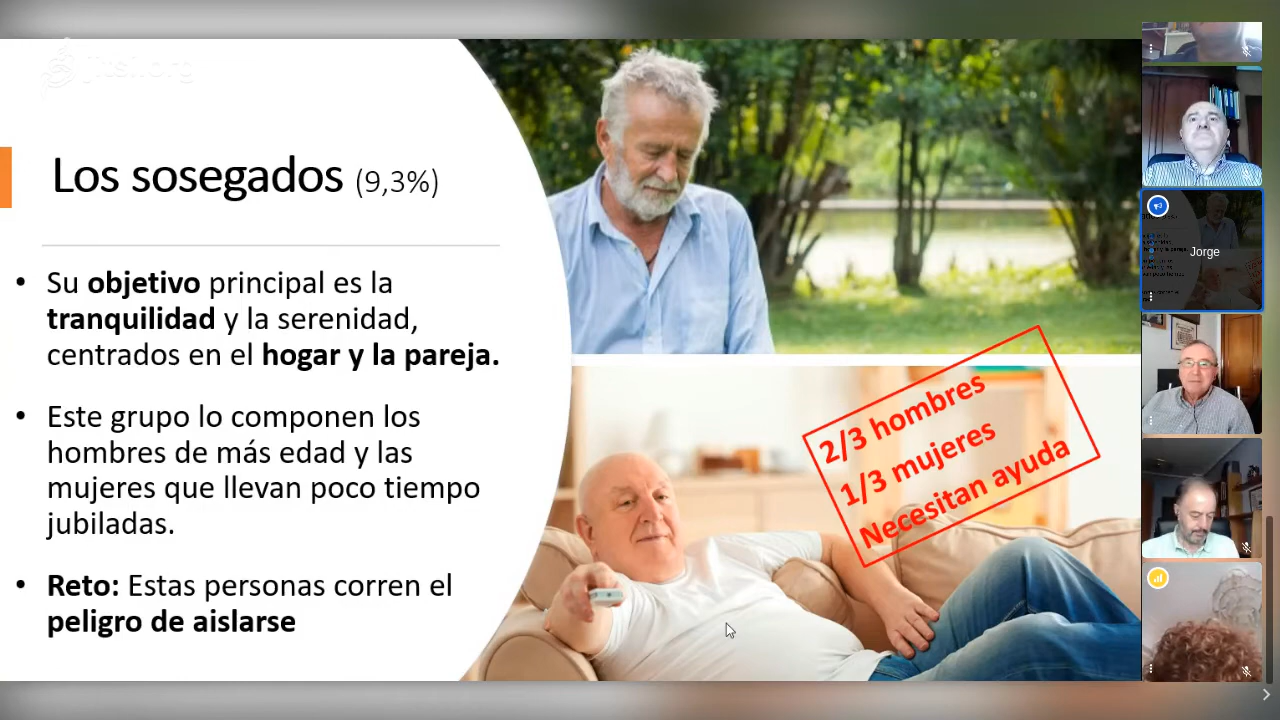 jitsi.org
Los sosegados (9,3%)
• Su objetivo principal es la
tranquilidad y la serenidad,
centrados en el hogar y la pareja.
• Este grupo lo componen los
hombres de más edad y las
mujeres que llevan poco tiempo
jubiladas.
• Reto: Estas personas corren el
peligro de aislarse
2/3 hombres
1/3 mujeres
Necesitan ayuda
Jorge